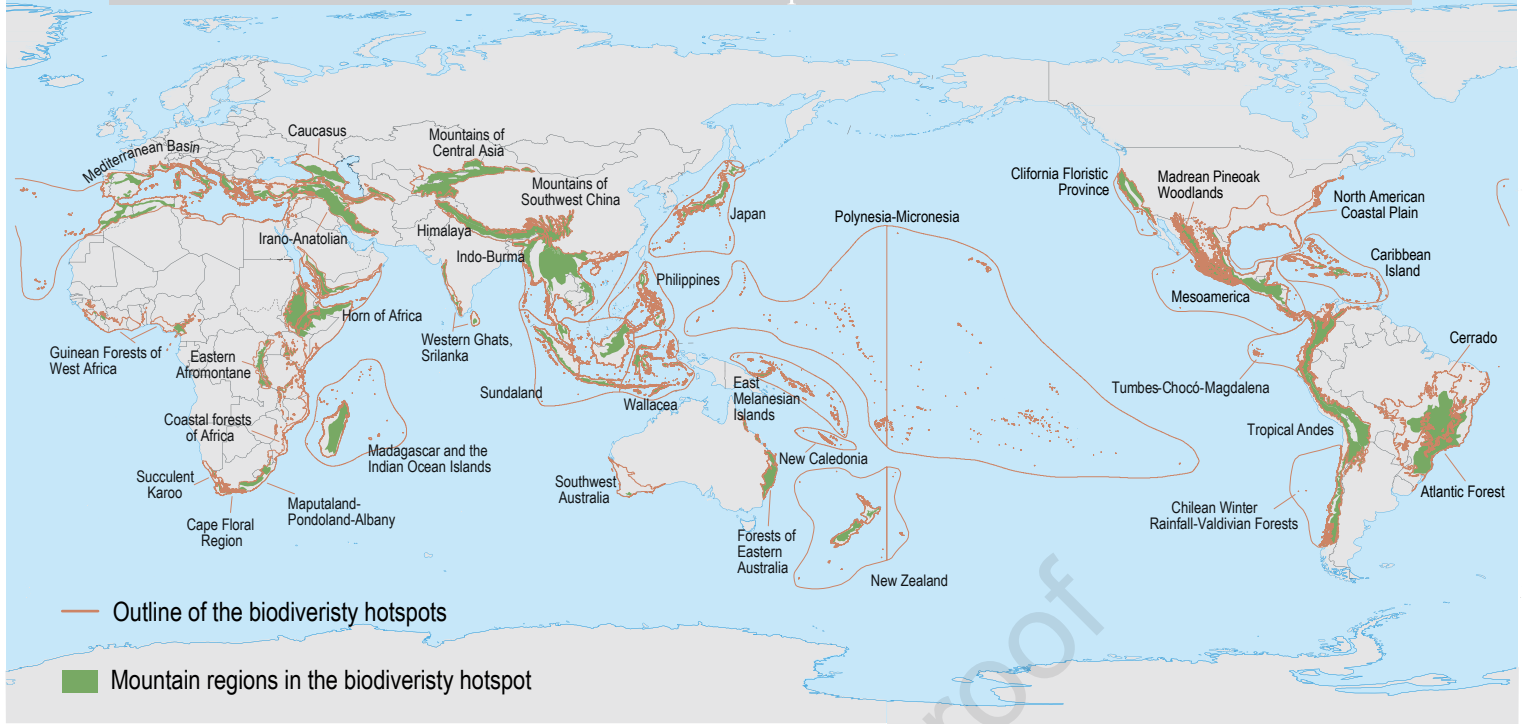 Caucasus
Mediterranean Basin
Mountains of
Central Asia
Mountains of
Southwest China
Japan
Himalaya
Irano-Anatolian
Indo-Burma
Philippines
Polynesia-Micronesia
Clifornia Floristic
Province
Madrean Pineoak
Woodlands
North American
Coastal Plain
Caribbean
Island
Mesoamerica
Horn of Africa
Guinean Forests of
West Africa
Eastern
Afromontane
Western Ghats,
Srilanka
Sundaland
Wallacea
East
Melanesian
Islands
Cerrado
Tumbes-Chocó-Magdalena
Coastal forests
of Africa
Madagascar and the
Indian Ocean Islands
New Caledonia
Tropical Andes
Succulent
Karoo
Maputaland-
Pondoland-Albany
Cape Floral
Region
Southwest
Australia
Forests of
Eastern
Australia
New Zealand
Chilean Winter
Rainfall-Valdivian Forests
Atlantic Forest
Outline of the biodiveristy hotspots
Mountain regions in the biodiveristy hotspot
roof